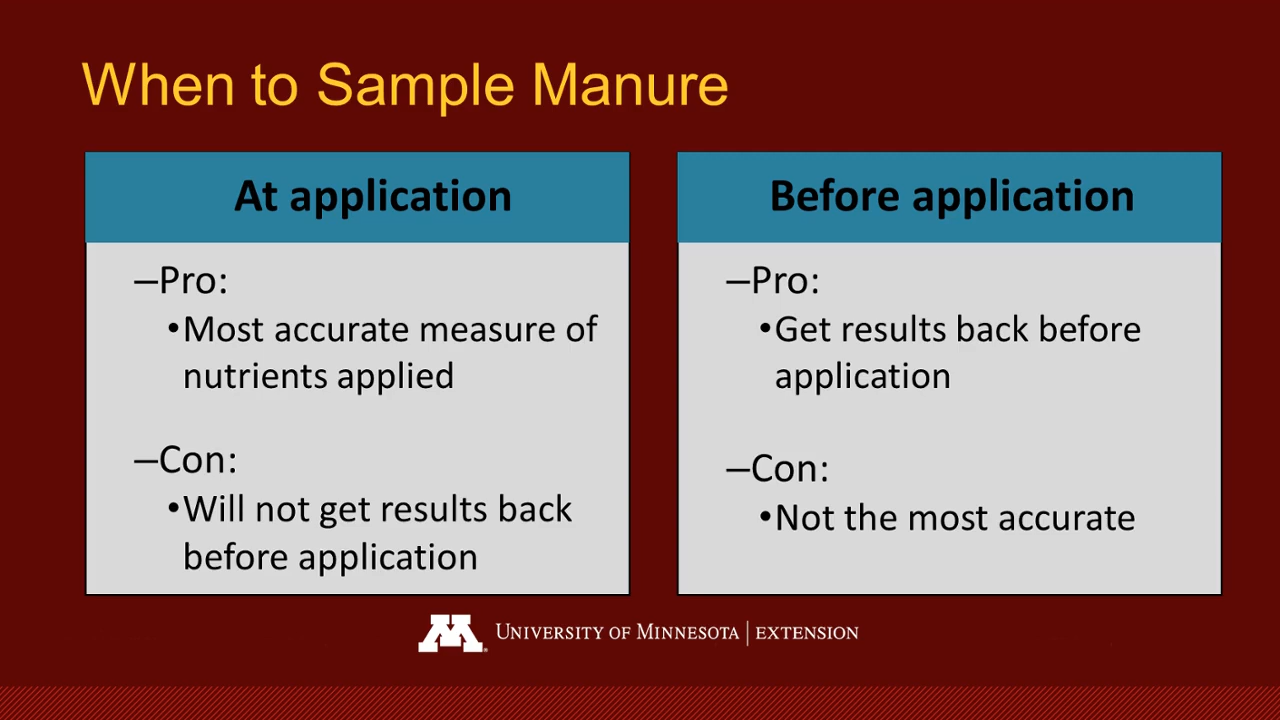 When to Sample Manure
At application
–Pro:
•Most accurate measure of
nutrients applied
–Con:
•Will not get results back
before application
Before application
–Pro:
•Get results back before
application
–Con:
•Not the most accurate
M UNIVERSITY OF MINNESOTA | EXTENSION